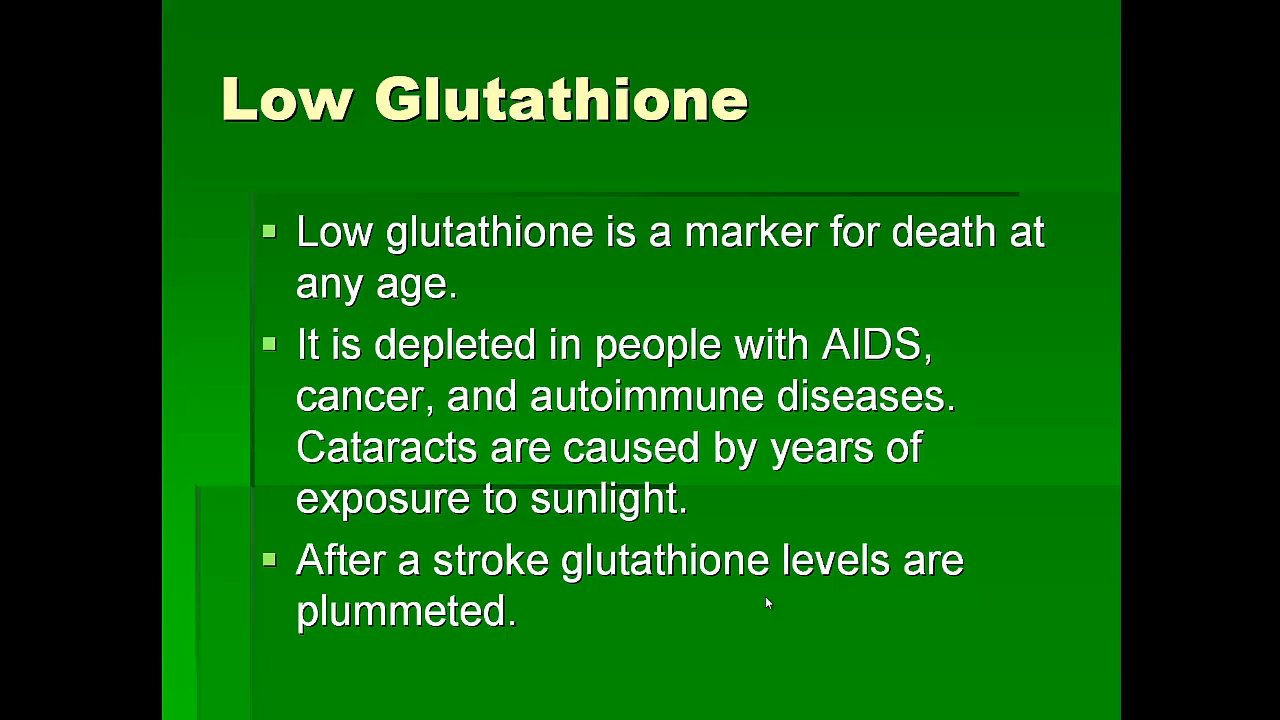 Low Glutathione
Low glutathione is a marker for death at
any age.
It is depleted in people with AIDS,
cancer, and autoimmune diseases.
Cataracts are caused by years of
exposure to sunlight.
After a stroke glutathione levels are
plummeted.